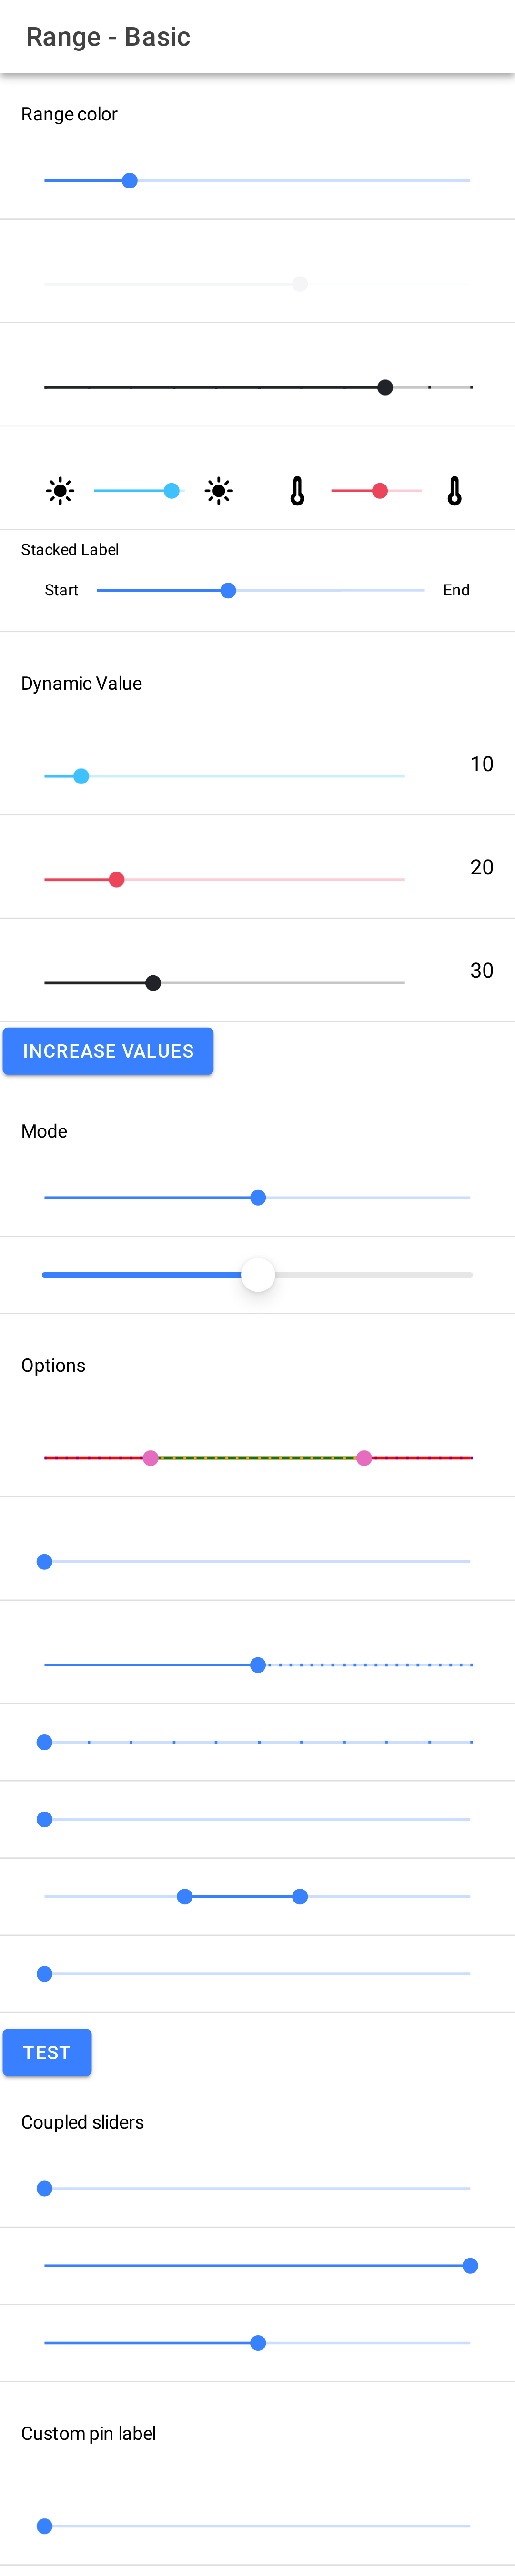 Range - Basic
Range color
Stacked Label
Start End
Dynamic Value
10
20
30
INCREASE VALUES
Mode
Options
TEST
Coupled sliders
Custom pin label